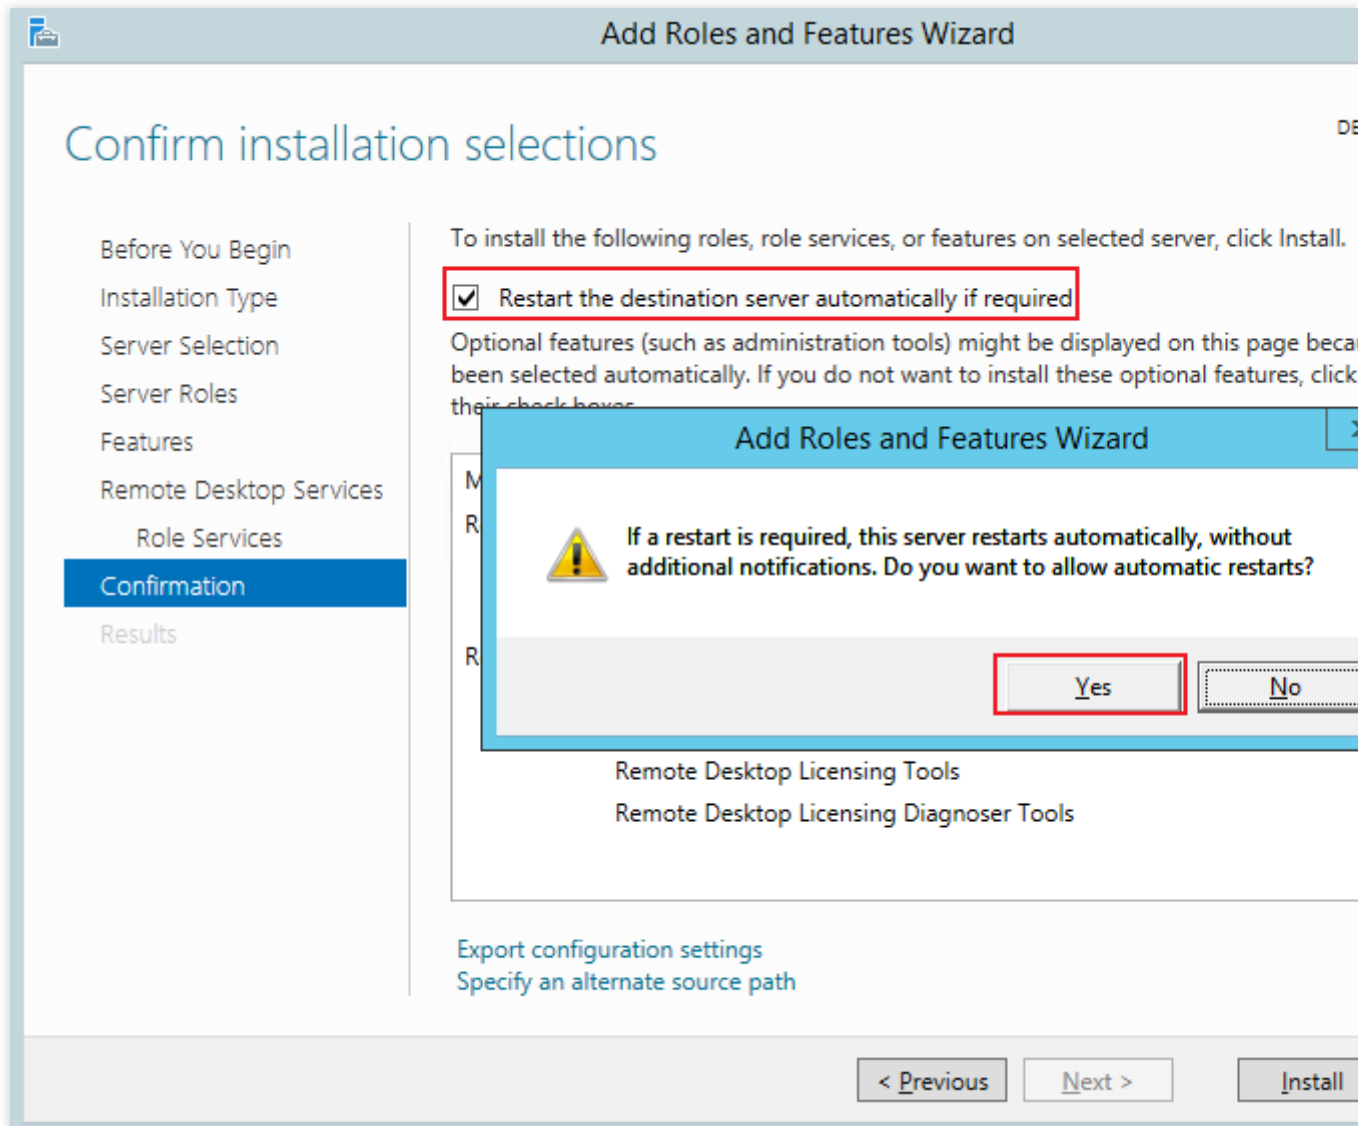 Add Roles and Features Wizard
Confirm installation selections
DE
Before You Begin
Installation Type
Server Selection
Server Roles
Features
Remote Desktop Services
Role Services
Confirmation
Results
To install the following roles, role services, or features on selected server, click Install.
Restart the destination server automatically if required
Optional features (such as administration tools) might be displayed on this page beca
been selected automatically. If you do not want to install these optional features, click
their check boxes
M
R
R
Add Roles and Features Wizard
If a restart is required, this server restarts automatically, without
additional notifications. Do you want to allow automatic restarts?
Yes
No
Remote Desktop Licensing Tools
Remote Desktop Licensing Diagnoser Tools
Export configuration settings
Specify an alternate source path
< Previous
Next >
Install